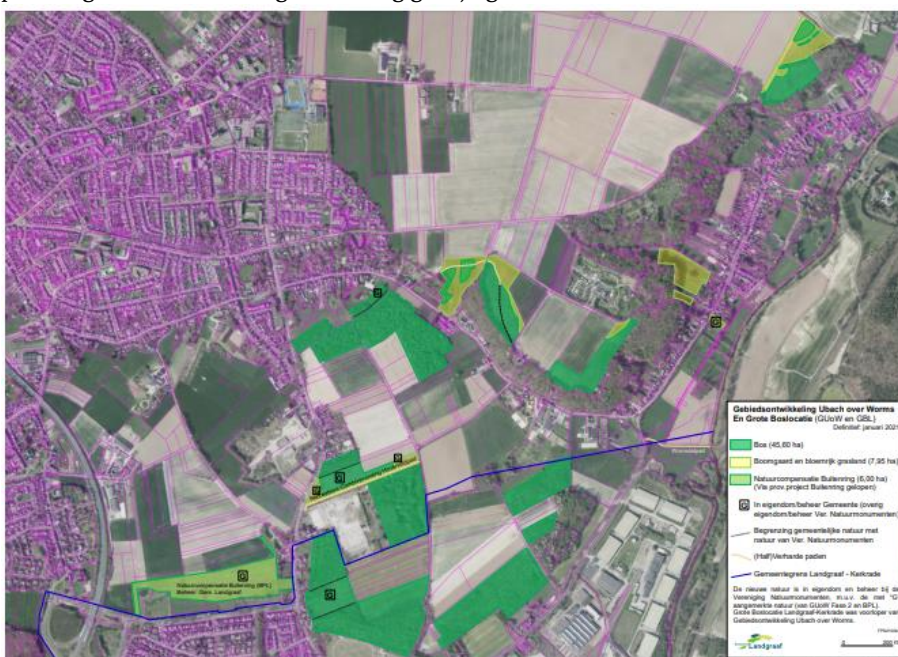 Gebiedsontwikkeling Ubach over Worms
En Grote Boslocatie (GUoW en GBL)
Definitief: januari 2021
Bos (45,60 ha)
Boomgaard en bloemrijk grasland (7,95 ha)
Natuurcompensatie Buitenring (6,00 ha)
(Via prov. project Buitenring gelopen)
G
In eigendom/beheer Gemeente (overig
eigendom/beheer Ver. Natuurmonumenten)
Begrenzing gemeentelijke natuur met
natuur van Ver. Natuurmonumenten
(Half)Verharde paden
Gemeentegrens Landgraaf - Kerkrade
De nieuwe natuur is in eigendom en beheer bij de
Vereniging Natuurmonumenten, m.u.v. de met "G"
aangemerkte natuur (van GUoW Fase 2 en BPL).
Grote Boslocatie Landgraaf-Kerkrade was voorloper van
Gebiedsontwikkeling Ubach over Worms.
Landgraaf
G
G
G
G
G
G
Natuurcompensatie Buitenring (BPL)
Beheer: Gem. Landgraaf
G